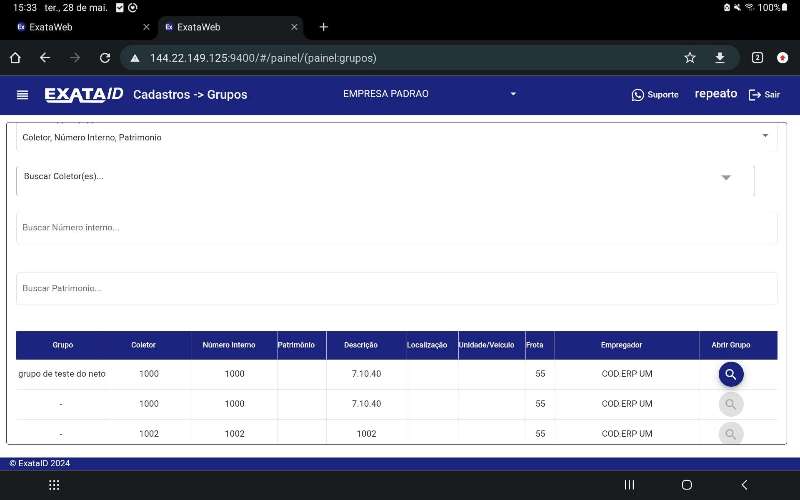 15:33 ter., 28 de mai. 100%
ExataWeb
ExataWeb
144.22.149.125:9400/#/painel/(painel:grupos)
2
EXATAID Cadastros -> Grupos EMPRESA PADRAO Suporte repeato Sair
Coletor, Número Interno, Patrimonio
Buscar Coletor(es)...
Buscar Número interno...
Buscar Patrimonio...
Grupo Coletor Número Interno Patrimônio Descrição Localização Unidade/Veículo Frota Empregador Abrir Grupo
grupo de teste do neto 1000 1000 7.10.40 55 COD.ERP UM
- 1000 1000 7.10.40 55 COD.ERP UM
- 1002 1002 1002 55 COD.ERP UM
© ExataID 2024